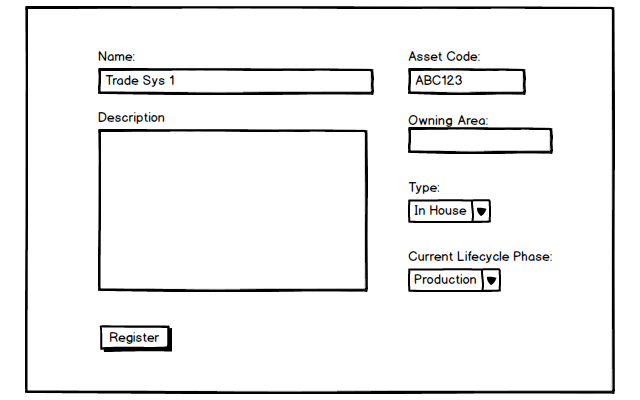 Name:
Trade Sys 1
Asset Code:
ABC123
Description
Owning Area:
Type:
In House
Current Lifecycle Phase:
Production
Register